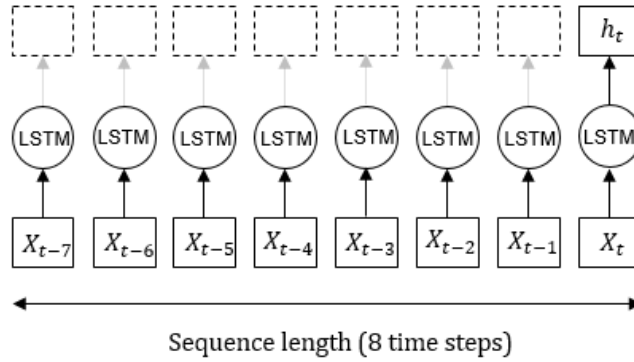 h_t
LSTM LSTM LSTM LSTM LSTM LSTM LSTM LSTM
X_{t-7} X_{t-6} X_{t-5} X_{t-4} X_{t-3} X_{t-2} X_{t-1} X_t
Sequence length (8 time steps)